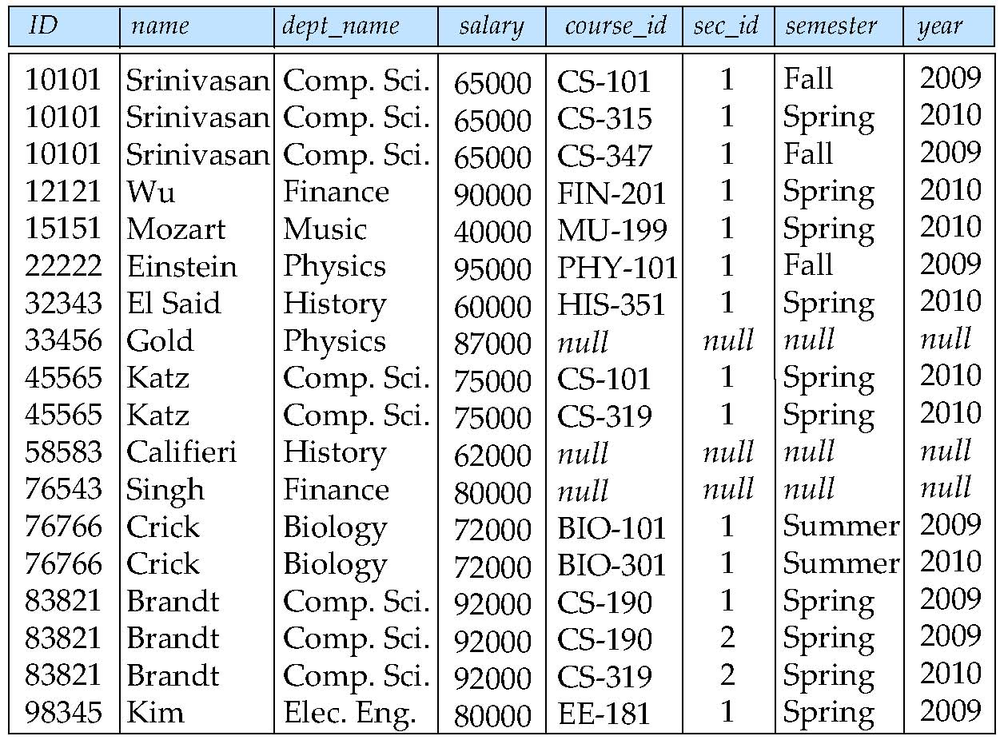 ID name dept_name salary course_id sec_id semester year
10101 Srinivasan Comp. Sci. 65000 CS-101 1 Fall 2009
10101 Srinivasan Comp. Sci. 65000 CS-315 1 Spring 2010
10101 Srinivasan Comp. Sci. 65000 CS-347 1 Fall 2009
12121 Wu Finance 90000 FIN-201 1 Spring 2010
15151 Mozart Music 40000 MU-199 1 Spring 2010
22222 Einstein Physics 95000 PHY-101 1 Fall 2009
32343 El Said History 60000 HIS-351 1 Spring 2010
33456 Gold Physics 87000 null null null null
45565 Katz Comp. Sci. 75000 CS-101 1 Spring 2010
45565 Katz Comp. Sci. 75000 CS-319 1 Spring 2010
58583 Califieri History 62000 null null null null
76543 Singh Finance 80000 null null null null
76766 Crick Biology 72000 BIO-101 1 Summer 2009
76766 Crick Biology 72000 BIO-301 1 Summer 2010
83821 Brandt Comp. Sci. 92000 CS-190 1 Spring 2009
83821 Brandt Comp. Sci. 92000 CS-190 2 Spring 2009
83821 Brandt Comp. Sci. 92000 CS-319 2 Spring 2010
98345 Kim Elec. Eng. 80000 EE-181 1 Spring 2009